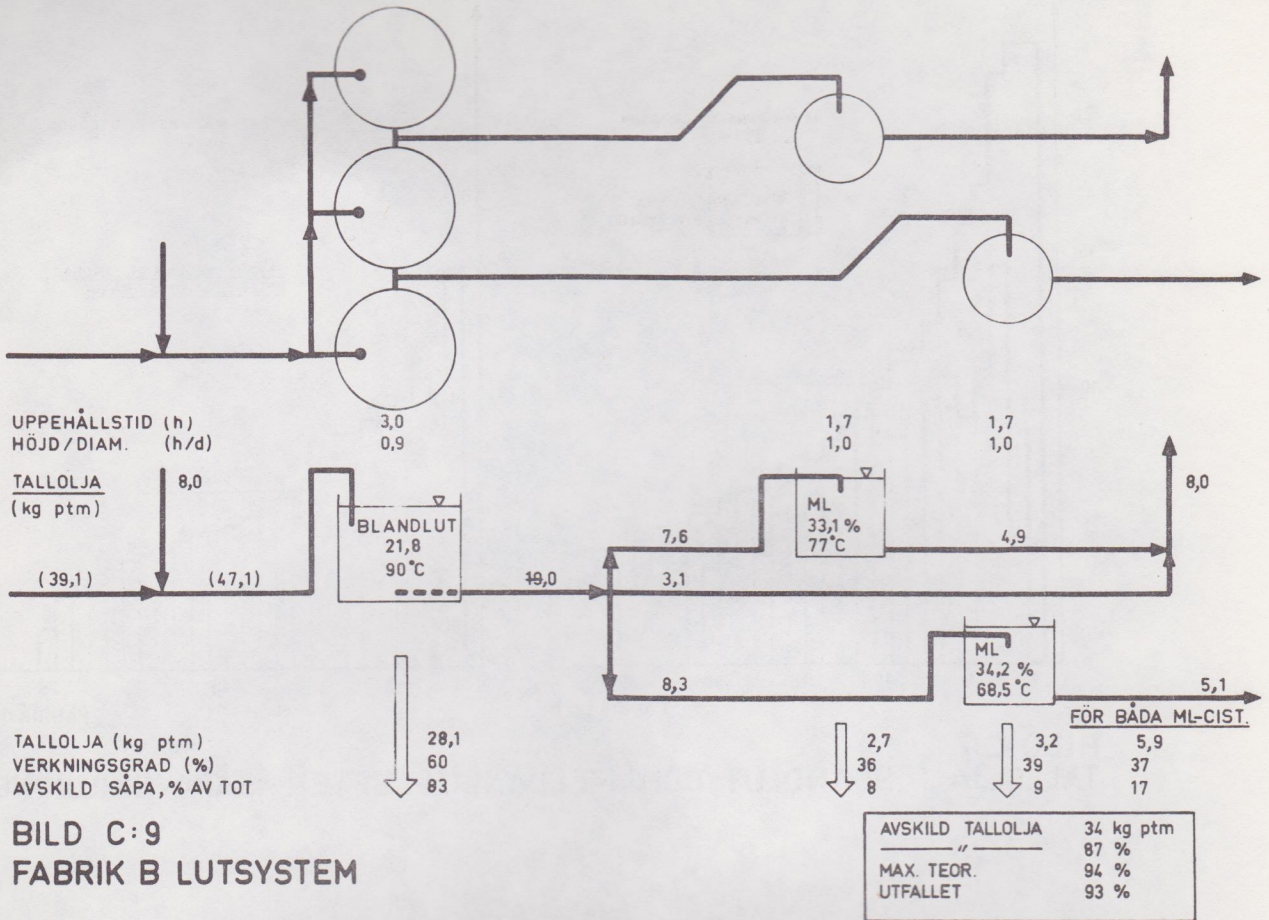 UPPEHÅLLSTID (h) 3,0 1,7 1,7
HÖJD/DIAM. (h/d) 0,9 1,0 1,0
TALLOLJA 8,0 8,0
(kg ptm)
BLANDLUT
21,8
90°C
ML
33,1 %
77°C
7,6 4,9
(39,1) (47,1) 19,0 3,1
ML
34,2 %
68,5°C
8,3 5,1
FÖR BÅDA ML-CIST.
TALLOLJA (kg ptm) 28,1 2,7 3,2 5,9
VERKNINGSGRAD (%) 60 36 39 37
AVSKILD SÅPA, % AV TOT 83 8 9 17
BILD C:9
FABRIK B LUTSYSTEM
AVSKILD TALLOLJA 34 kg ptm
—— " —— 87 %
MAX. TEOR. 94 %
UTFALLET 93 %